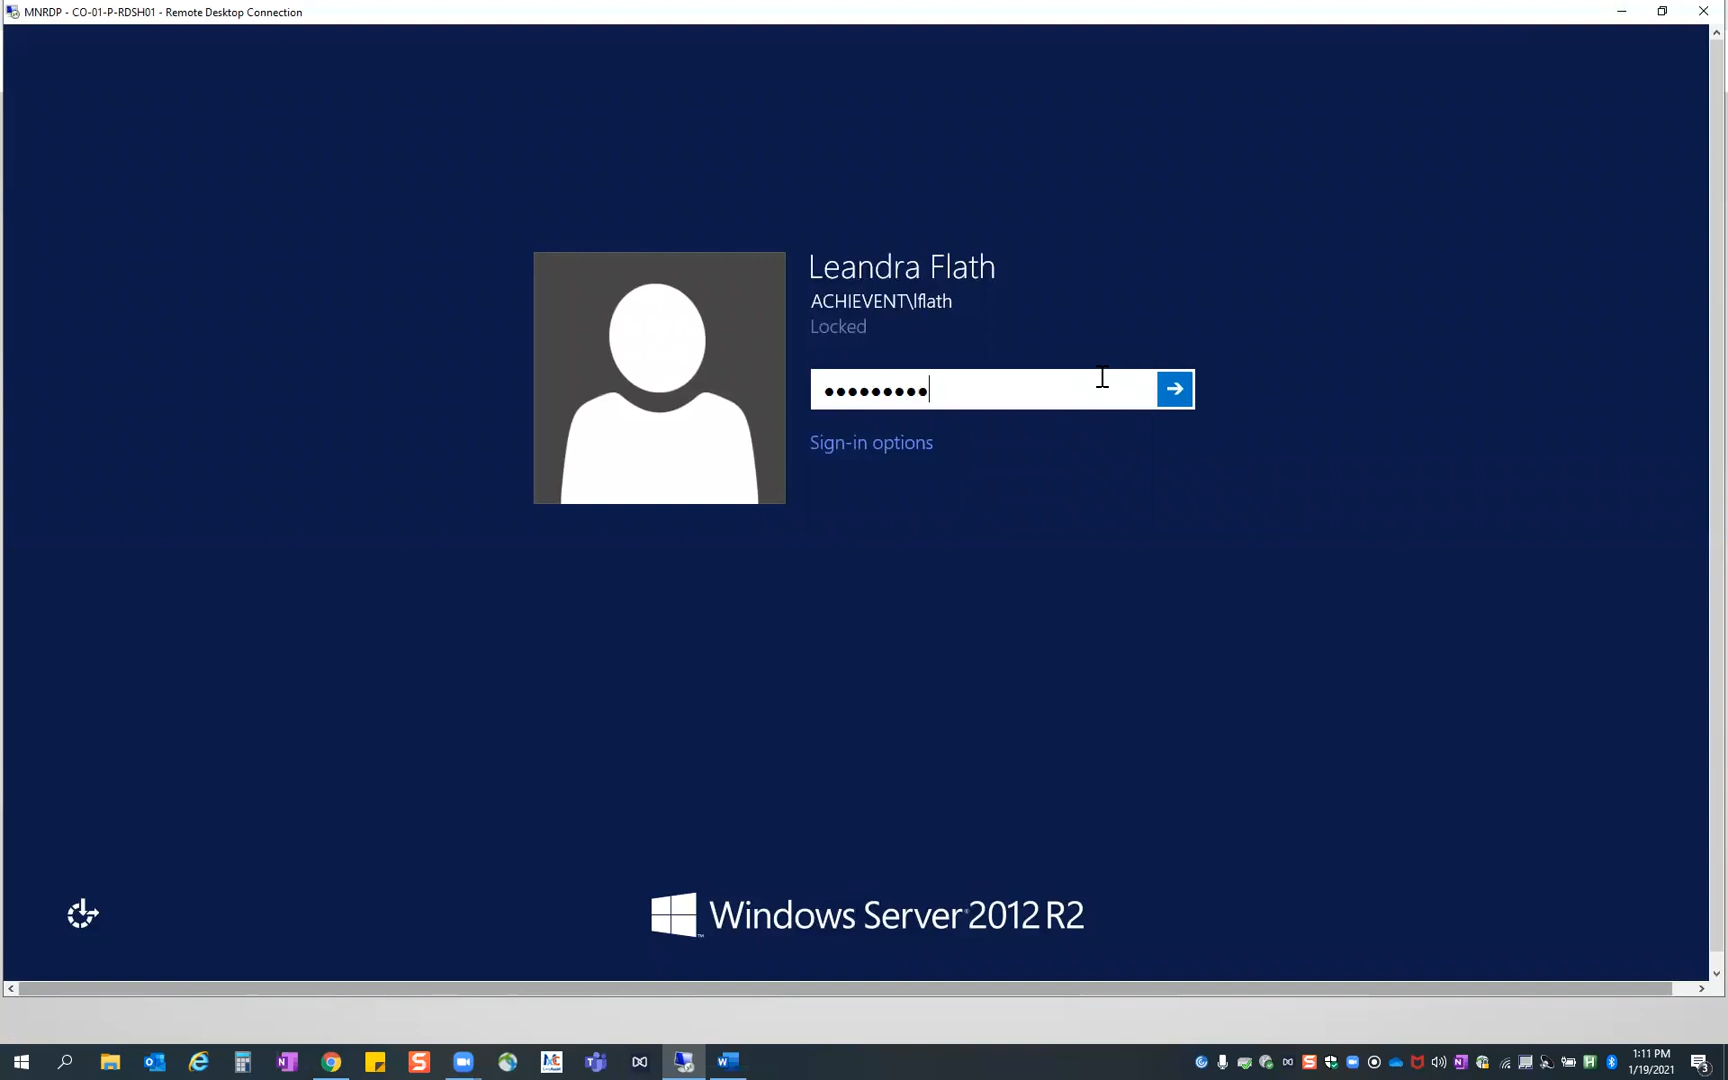 MNRDP - CO-01-P-RDSH01 - Remote Desktop Connection
Leandra Flath
ACHIEVENT\lflath
Locked
•••••••••
Sign-in options
Windows Server 2012 R2
1:11 PM
1/19/2021